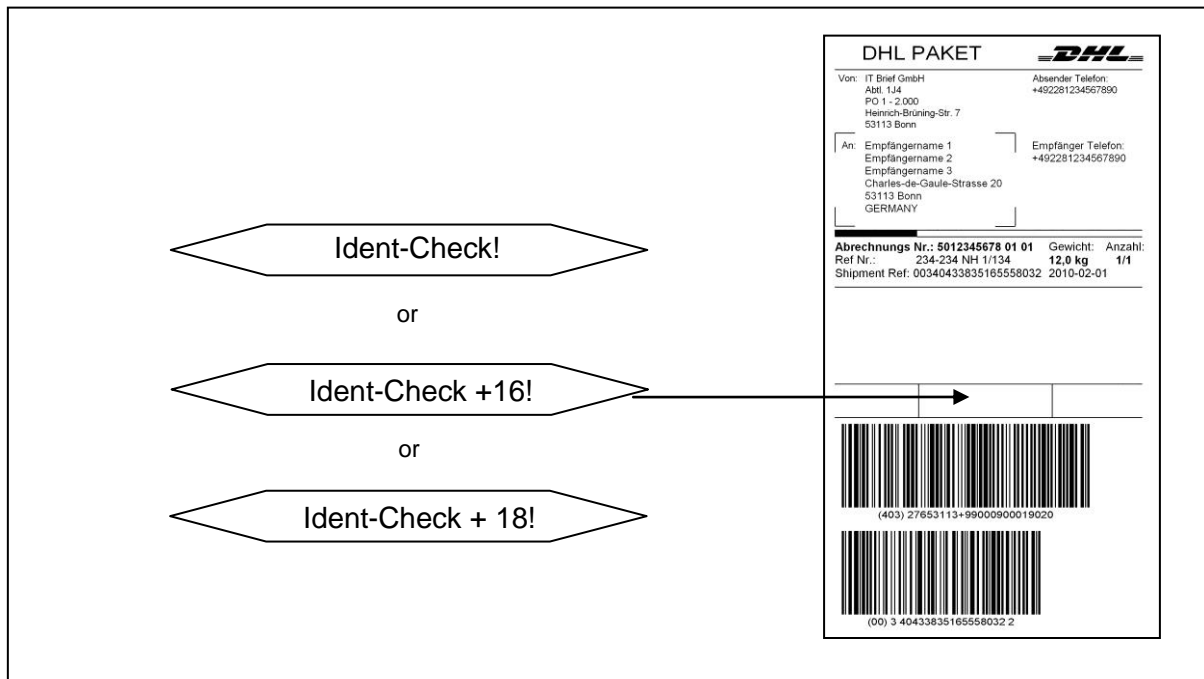 Ident-Check!
or
Ident-Check +16!
or
Ident-Check + 18!
DHL PAKET
DHL
Von: IT Brief GmbH
Abtl. 1J4
PO 1 - 2.000
Heinrich-Brüning-Str. 7
53113 Bonn
Absender Telefon:
+492281234567890
An: Empfängername 1
Empfängername 2
Empfängername 3
Charles-de-Gaule-Strasse 20
53113 Bonn
GERMANY
Empfänger Telefon:
+492281234567890
Abrechnungs Nr.: 5012345678 01 01 Gewicht: Anzahl:
Ref Nr.: 234-234 NH 1/134 12,0 kg 1/1
Shipment Ref: 00340433835165558032 2010-02-01
(403) 27653113+99000900019020
(00) 3 40433835165558032 2